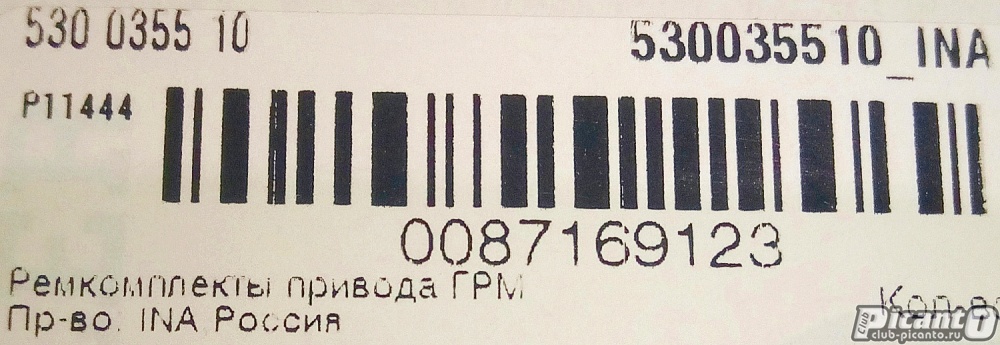 530 0355 10
530035510_INA
P11444
0087169123
Ремкомплекты привода ГРМ
Пр-во: INA Россия
Club
Picanto
club-picanto.ru